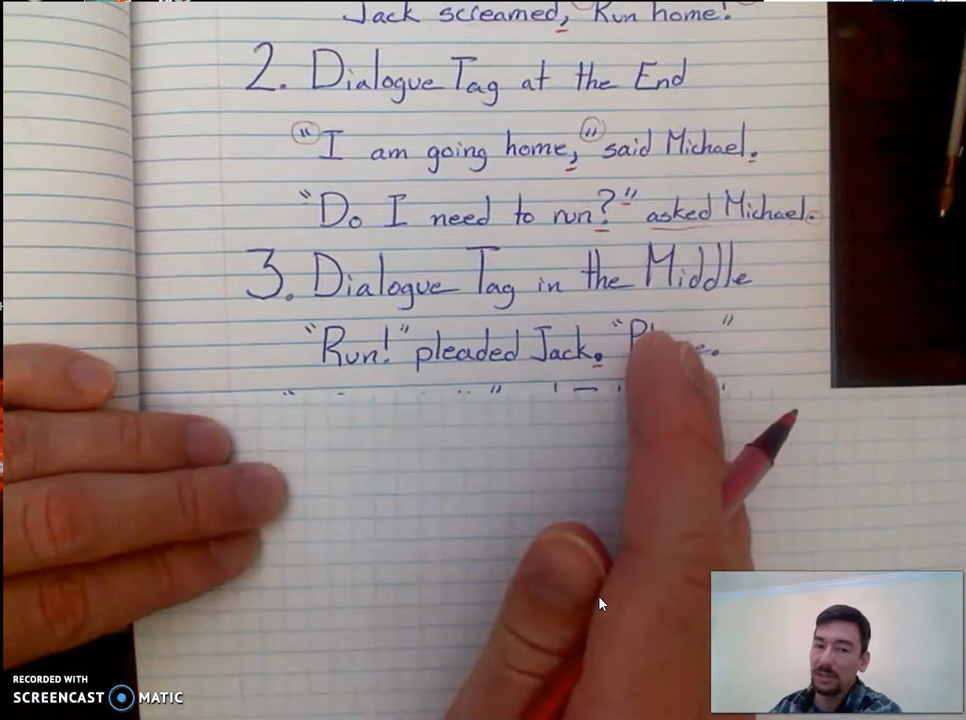 Jack screamed, "Run home!"
2. Dialogue Tag at the End
"I am going home," said Michael.
"Do I need to run?" asked Michael.
3. Dialogue Tag in the Middle
"Run!" pleaded Jack. "
RECORDED WITH
SCREENCAST MATIC